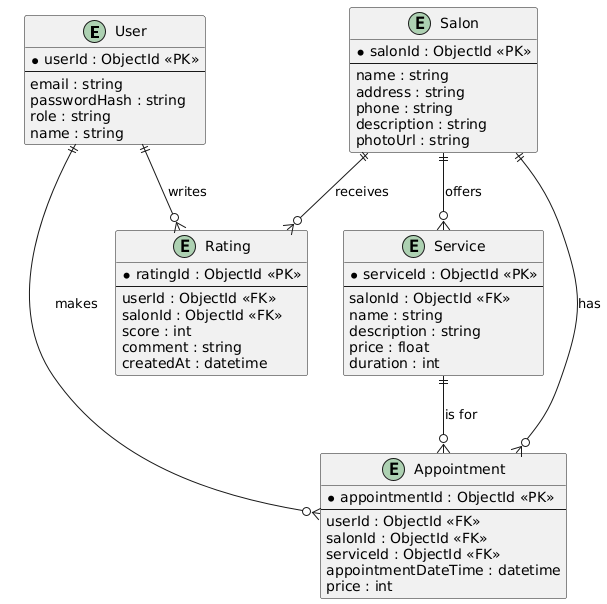 E User
* userId : ObjectId «PK»
email : string
passwordHash : string
role : string
name : string
E Salon
* salonId : ObjectId «PK»
name : string
address : string
phone : string
description : string
photoUrl : string
writes
receives
offers
E Rating
* ratingId : ObjectId «PK»
userId : ObjectId «FK»
salonId : ObjectId «FK»
score : int
comment : string
createdAt : datetime
E Service
* serviceId : ObjectId «PK»
salonId : ObjectId «FK»
name : string
description : string
price : float
duration : int
makes
has
is for
E Appointment
* appointmentId : ObjectId «PK»
userId : ObjectId «FK»
salonId : ObjectId «FK»
serviceId : ObjectId «FK»
appointmentDateTime : datetime
price : int